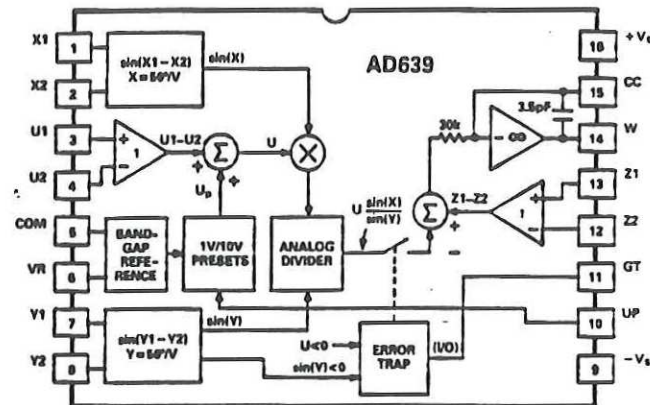 AD639
X1
1
X2
2
U1
3
U2
4
COM
5
VR
6
Y1
7
Y2
8
sin(X1-X2)
X = 50°/V
sin(X)
+
-
1
U1-U2
+
Σ
+
U
X
Up
BAND-
GAP
REFE-
RENCE
1V/10V
PRESETS
ANALOG
DIVIDER
sin(Y1-Y2)
Y = 50°/V
sin(Y)
U<0
sin(Y)<0
ERROR
TRAP
(I/O)
U sin(X)
sin(Y)
30k
3.5pF
- ∞
Σ
Z1-Z2
+
-
1
+
-
16
15
CC
14
W
13
Z1
12
Z2
11
GT
10
UP
9
-Vs